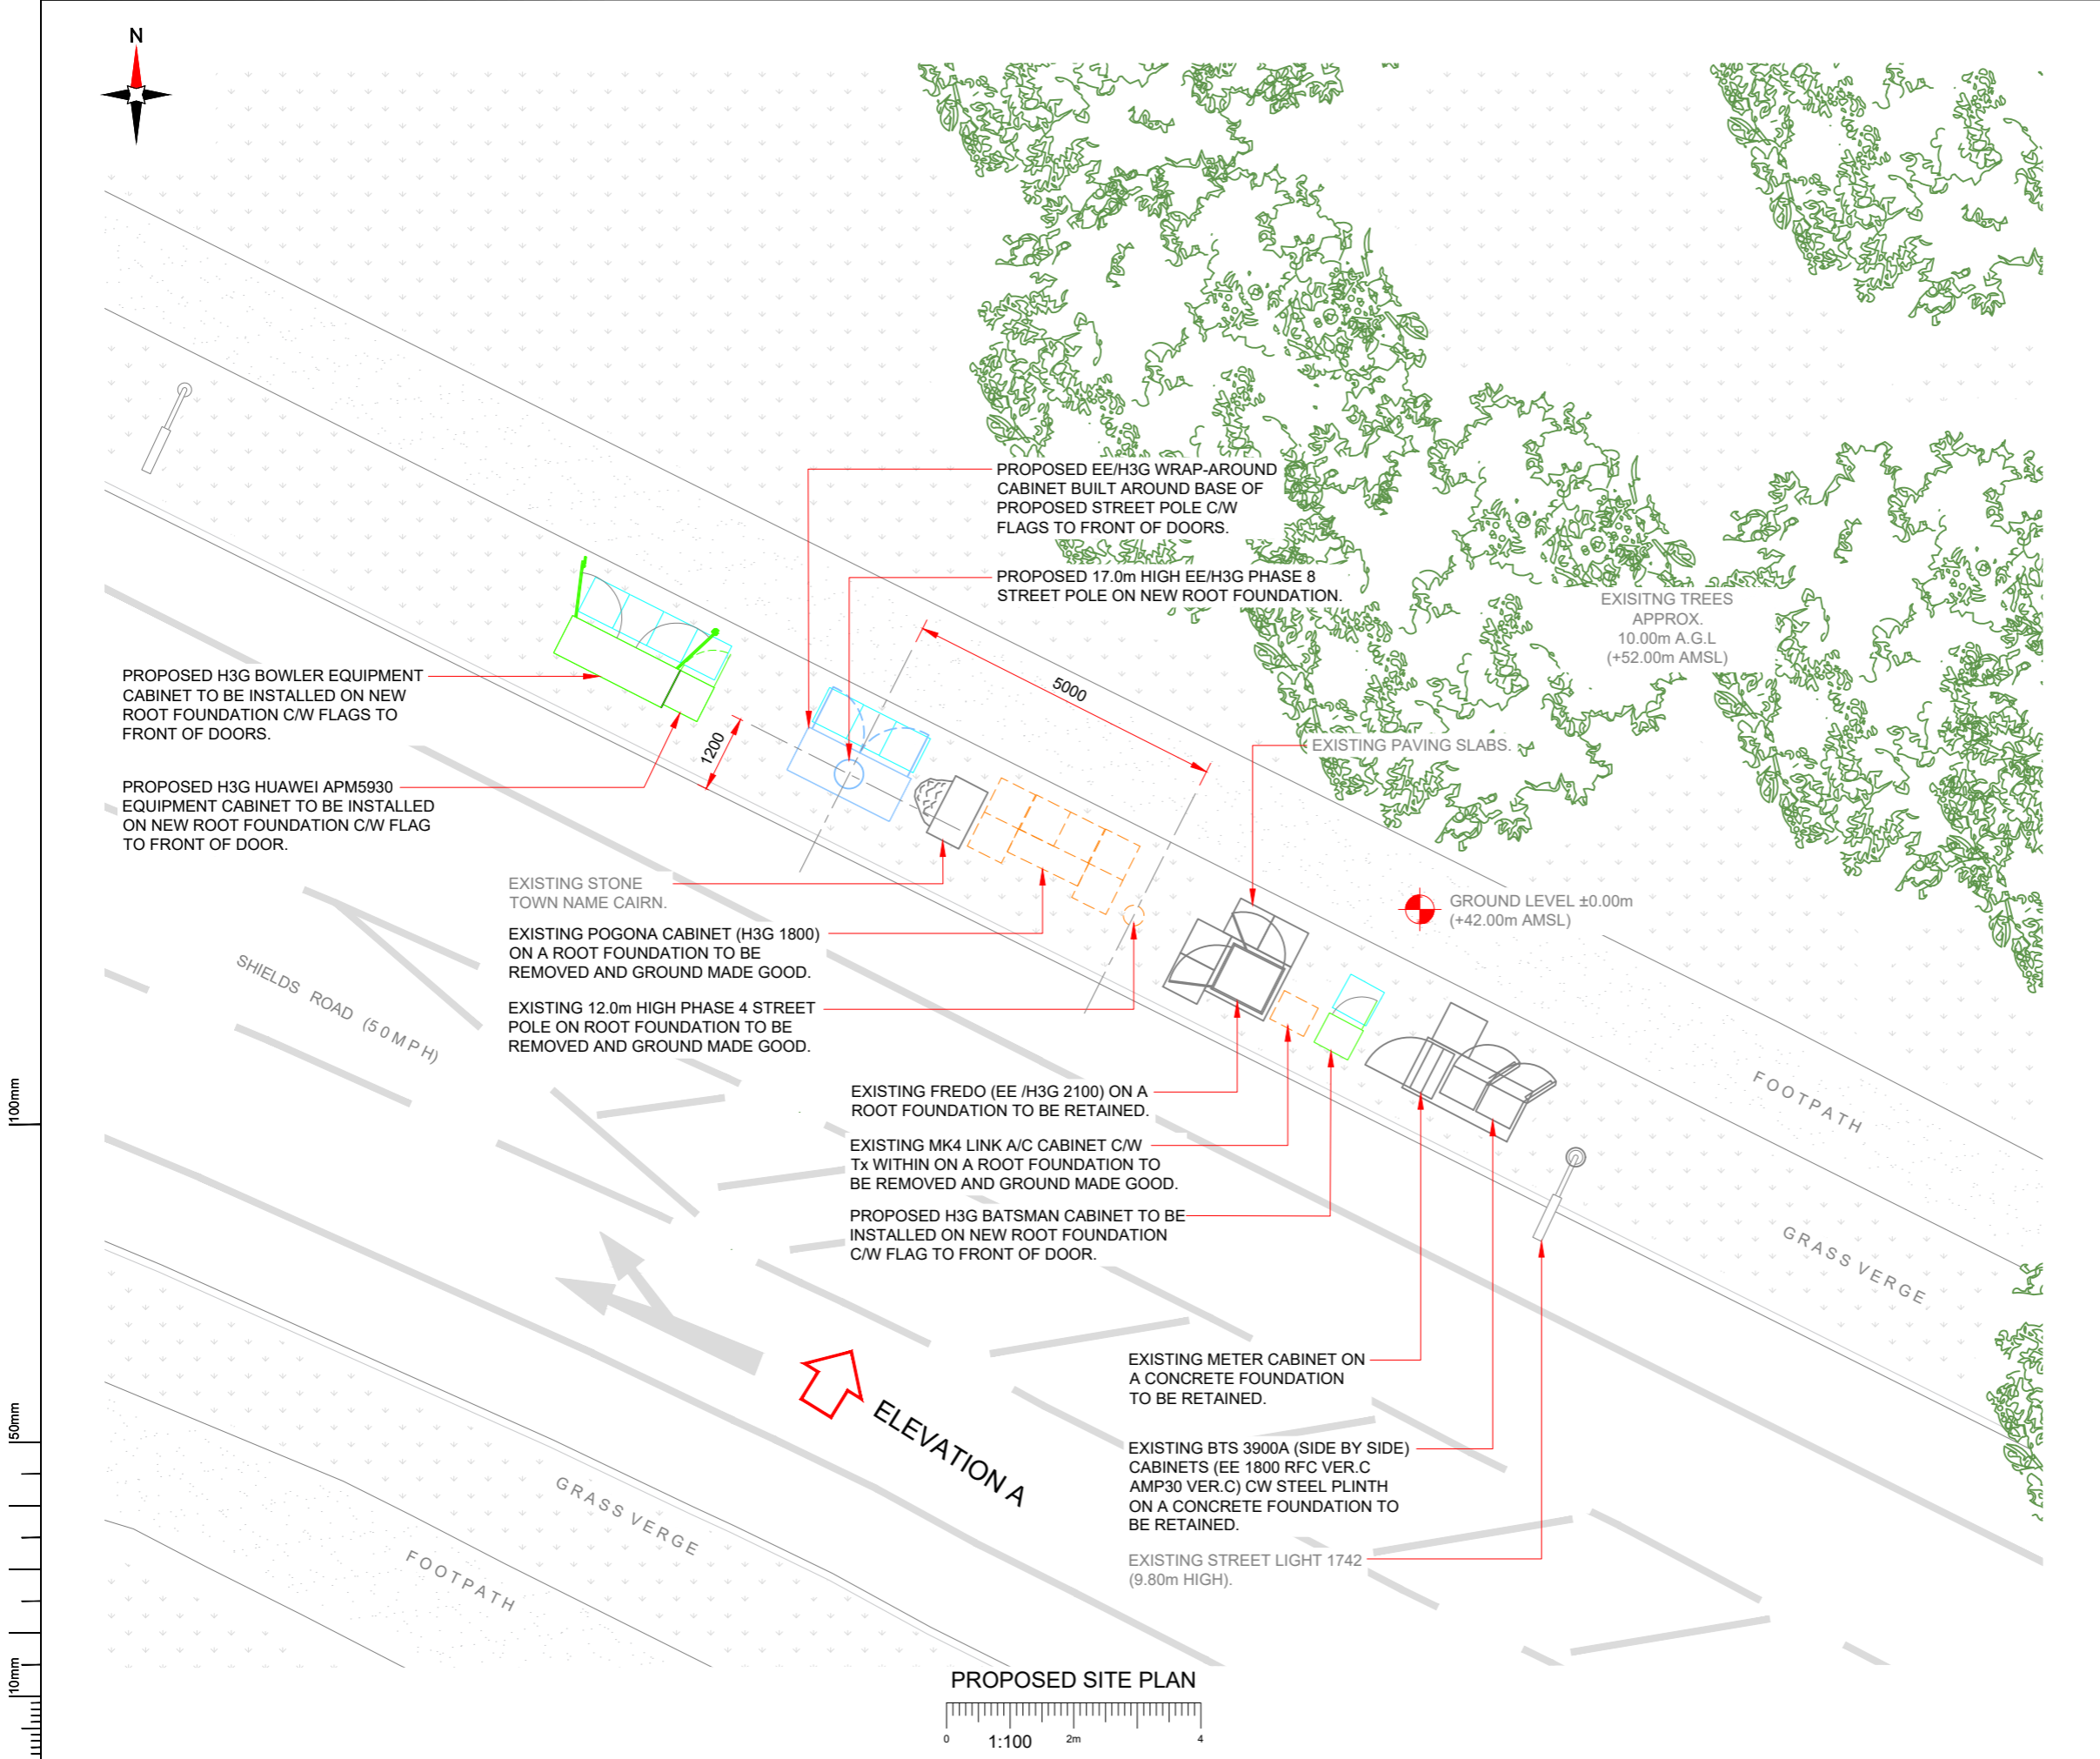 N
PROPOSED EE/H3G WRAP-AROUND
CABINET BUILT AROUND BASE OF
PROPOSED STREET POLE C/W
FLAGS TO FRONT OF DOORS.
PROPOSED 17.0m HIGH EE/H3G PHASE 8
STREET POLE ON NEW ROOT FOUNDATION.
EXISITNG TREES
APPROX.
10.00m A.G.L
(+52.00m AMSL)
5000
1200
PROPOSED H3G BOWLER EQUIPMENT
CABINET TO BE INSTALLED ON NEW
ROOT FOUNDATION C/W FLAGS TO
FRONT OF DOORS.
EXISTING PAVING SLABS.
PROPOSED H3G HUAWEI APM5930
EQUIPMENT CABINET TO BE INSTALLED
ON NEW ROOT FOUNDATION C/W FLAG
TO FRONT OF DOOR.
EXISTING STONE
TOWN NAME CAIRN.
GROUND LEVEL ±0.00m
(+42.00m AMSL)
EXISTING POGONA CABINET (H3G 1800)
ON A ROOT FOUNDATION TO BE
REMOVED AND GROUND MADE GOOD.
SHIELDS ROAD (50MPH)
EXISTING 12.0m HIGH PHASE 4 STREET
POLE ON ROOT FOUNDATION TO BE
REMOVED AND GROUND MADE GOOD.
EXISTING FREDO (EE /H3G 2100) ON A
ROOT FOUNDATION TO BE RETAINED.
FOOTPATH
EXISTING MK4 LINK A/C CABINET C/W
Tx WITHIN ON A ROOT FOUNDATION TO
BE REMOVED AND GROUND MADE GOOD.
PROPOSED H3G BATSMAN CABINET TO BE
INSTALLED ON NEW ROOT FOUNDATION
C/W FLAG TO FRONT OF DOOR.
GRASS VERGE
EXISTING METER CABINET ON
A CONCRETE FOUNDATION
TO BE RETAINED.
ELEVATION A
EXISTING BTS 3900A (SIDE BY SIDE)
CABINETS (EE 1800 RFC VER.C
AMP30 VER.C) CW STEEL PLINTH
ON A CONCRETE FOUNDATION TO
BE RETAINED.
GRASS VERGE
FOOTPATH
EXISTING STREET LIGHT 1742
(9.80m HIGH).
PROPOSED SITE PLAN
0 1:100 2m 4
100mm
50mm
10mm